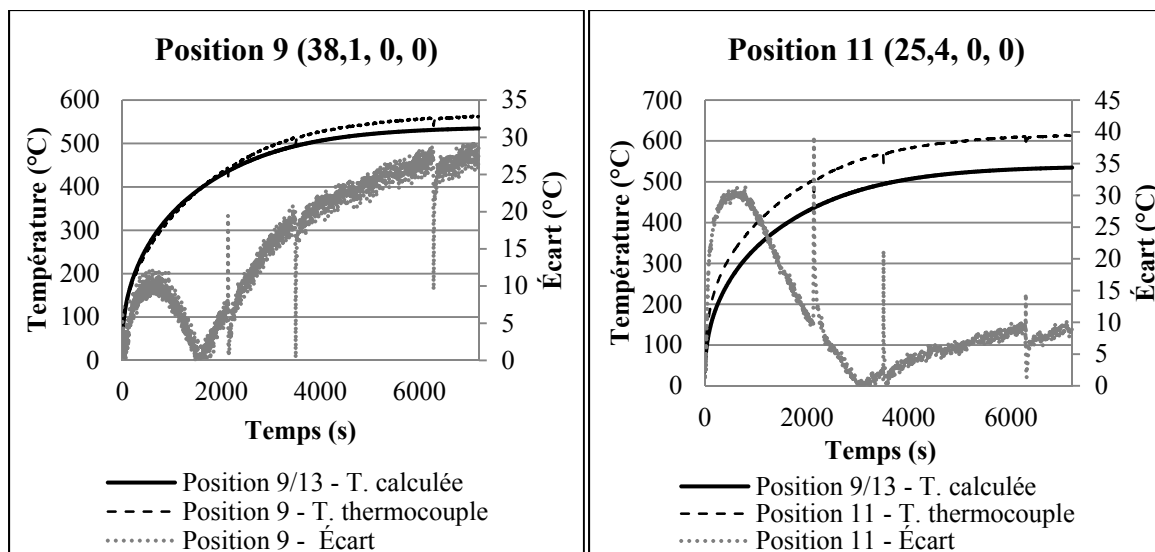 Position 9 (38,1, 0, 0)
Température (°C)
600
500
400
300
200
100
0
35
30
25
20
15
10
5
0
Écart (°C)
0
2000
4000
6000
Temps (s)
Position 9/13 - T. calculée
Position 9 - T. thermocouple
Position 9 - Écart
Position 11 (25,4, 0, 0)
Température (°C)
700
600
500
400
300
200
100
0
45
40
35
30
25
20
15
10
5
0
Écart (°C)
0
2000
4000
6000
Temps (s)
Position 9/13 - T. calculée
Position 11 - T. thermocouple
Position 11 - Écart